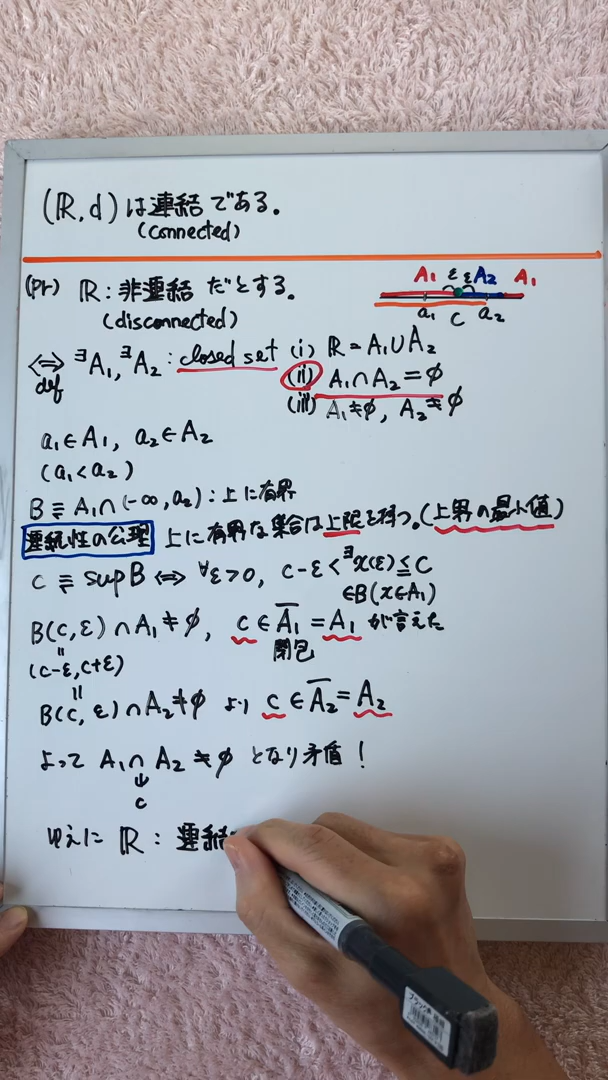 (ℝ, d) は連結である。
(connected)
(Pr) ℝ : 非連結 だとする。
(disconnected)
A₁ ε ε A₂ A₁
a₁ c a₂
⇔ def ∃A₁, ∃A₂ : closed set (i) ℝ = A₁ ∪ A₂
(ii) A₁ ∩ A₂ = φ
(iii) A₁ ≠ φ, A₂ ≠ φ
a₁ ∈ A₁, a₂ ∈ A₂
(a₁ < a₂)
B ≡ A₁ ∩ (-∞, a₂) : 上に有界
連続性の公理 上に有界な集合は上限を持つ。(上界の最小値)
c ≡ sup B ⇔ ∀ε > 0, c - ε < ∃x(ε) ≦ c
∈ B (x ∈ A₁)
B(c, ε) ∩ A₁ ≠ φ, c ∈ A̅₁ = A₁ が言えた
閉包
=
(c-ε, c+ε)
=
B(c, ε) ∩ A₂ ≠ φ より c ∈ A̅₂ = A₂
よって A₁ ∩ A₂ ≠ φ となり矛盾!
↓
c
ゆえに ℝ : 連結